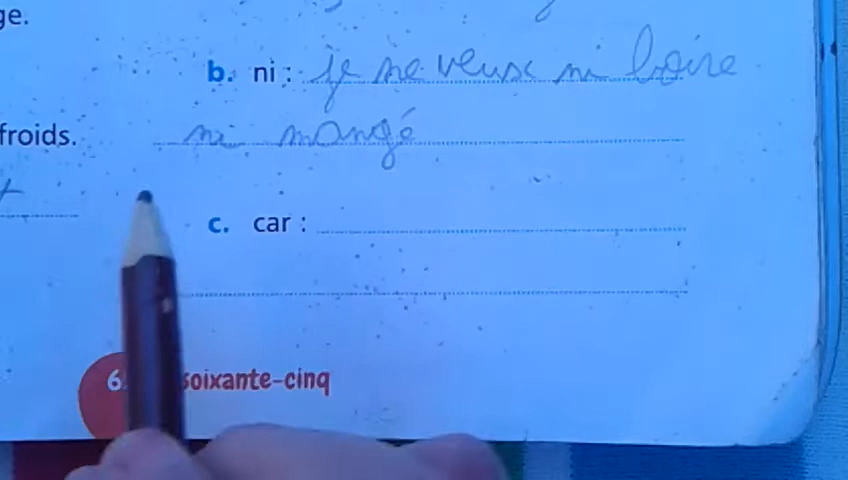 ge.
b. ni : je ne veux ni boire
froids. ni mangé
c. car :
soixante-cinq